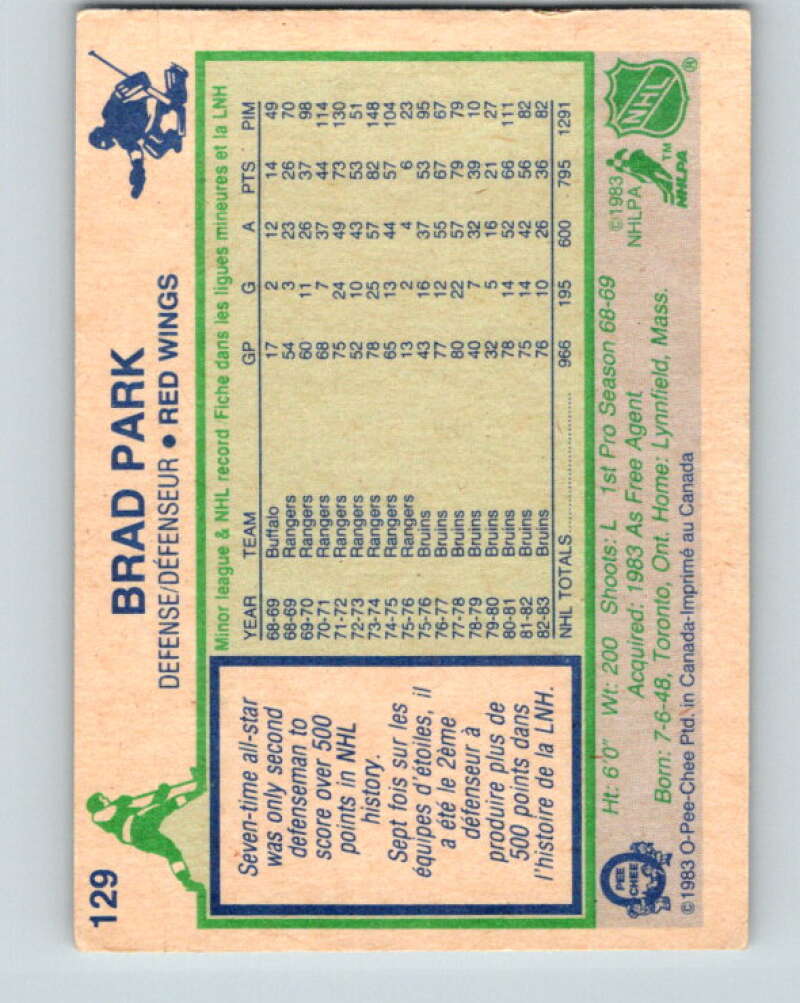 129
BRAD PARK
DEFENSE/DÉFENSEUR • RED WINGS
Seven-time all-star
was only second
defenseman to
score over 500
points in NHL
history.
Sept fois sur les
équipes d'étoiles, il
a été le 2ème
défenseur à
produire plus de
500 points dans
l'histoire de la LNH.
Minor league & NHL record/Fiche dans les ligues mineures et la LNH
YEAR TEAM GP G A PTS PIM
68-69 Buffalo 17 2 12 14 49
68-69 Rangers 54 3 23 26 70
69-70 Rangers 60 11 26 37 98
70-71 Rangers 68 7 37 44 114
71-72 Rangers 75 24 49 73 130
72-73 Rangers 52 10 43 53 51
73-74 Rangers 78 25 57 82 148
74-75 Rangers 65 13 44 57 104
75-76 Rangers 13 2 4 6 23
75-76 Bruins 43 16 37 53 95
76-77 Bruins 77 12 55 67 67
77-78 Bruins 80 22 57 79 79
78-79 Bruins 40 7 32 39 10
79-80 Bruins 32 5 16 21 27
80-81 Bruins 78 14 52 66 111
81-82 Bruins 75 14 42 56 82
82-83 Bruins 76 10 26 36 82
NHL TOTALS 966 195 600 795 1291
O PEE CHEE
Ht: 6'0" Wt: 200 Shoots: L 1st Pro Season 68-69
Acquired: 1983 As Free Agent
Born: 7-6-48, Toronto, Ont. Home: Lynnfield, Mass.
©1983 O-Pee-Chee Ptd. in Canada-Imprimé au Canada
©1983
NHLPA
NHLPA™
NHL®